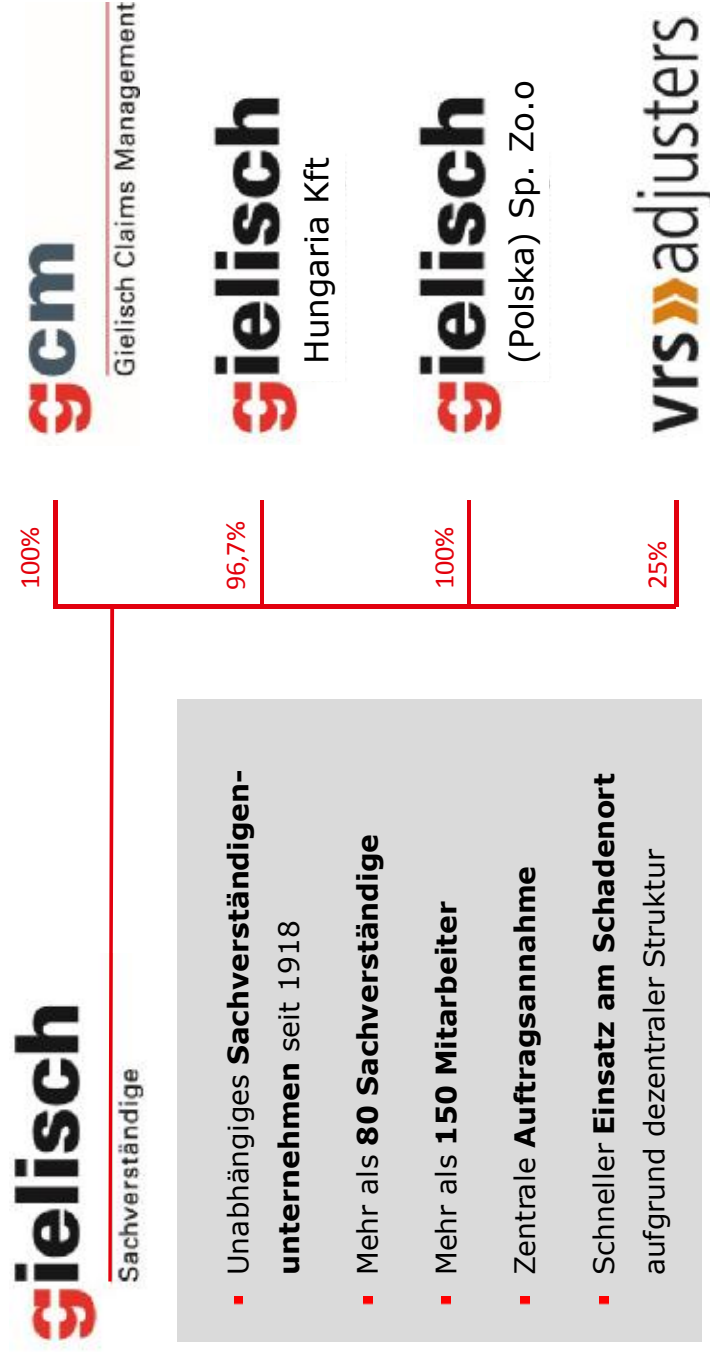 gielisch
Sachverständige
Unabhängiges Sachverständigen-
unternehmen seit 1918
Mehr als 80 Sachverständige
Mehr als 150 Mitarbeiter
Zentrale Auftragsannahme
Schneller Einsatz am Schadenort
aufgrund dezentraler Struktur
100%
gcm
Gielisch Claims Management
96,7%
gielisch
Hungaria Kft
100%
gielisch
(Polska) Sp. Zo.o
25%
vrs»adjusters